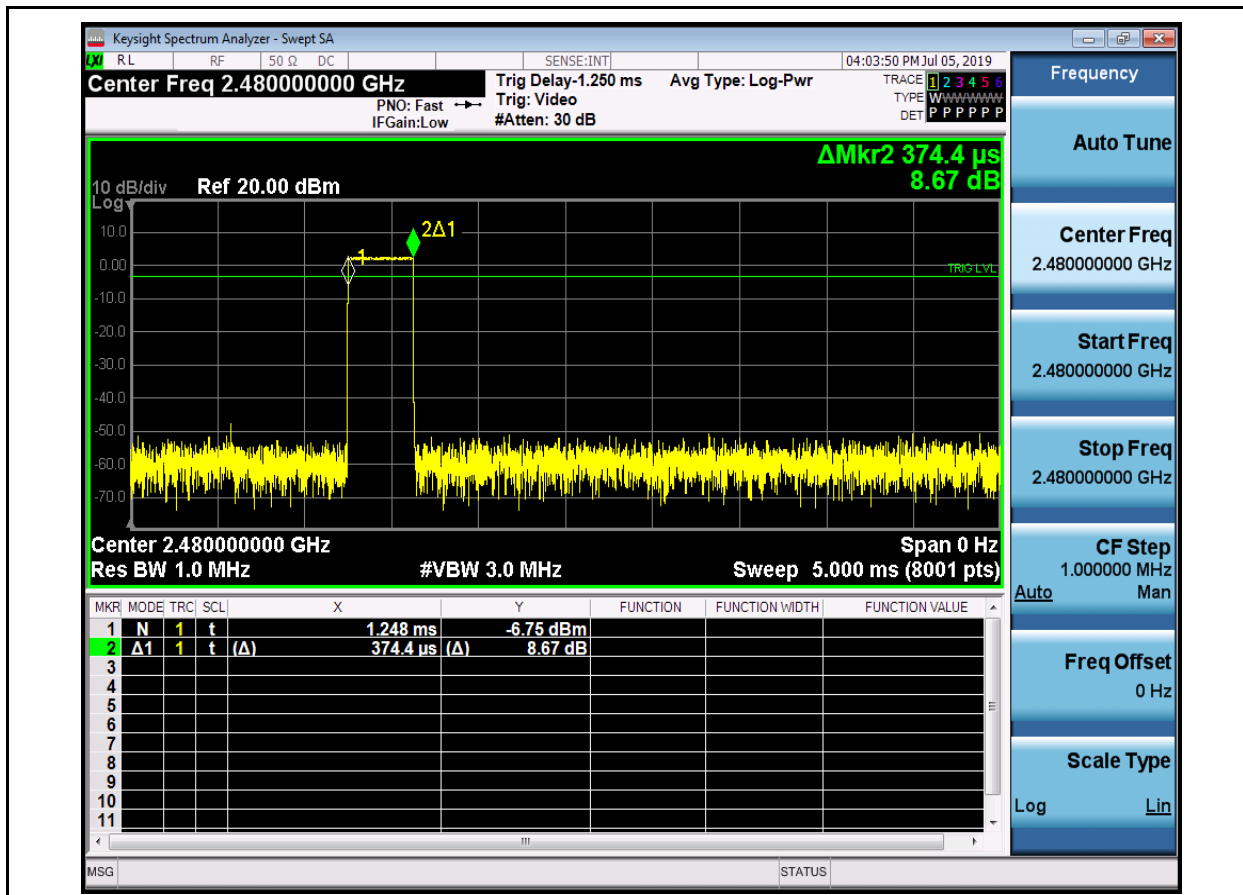 Keysight Spectrum Analyzer - Swept SA
LXI RL RF 50 Ω DC SENSE:INT 04:03:50 PM Jul 05, 2019
Center Freq 2.480000000 GHz
PNO: Fast
IFGain:Low
Trig Delay-1.250 ms
Trig: Video
#Atten: 30 dB
Avg Type: Log-Pwr
TRACE 1 2 3 4 5 6
TYPE WWWWWW
DET P P P P P P
ΔMkr2 374.4 µs
8.67 dB
10 dB/div Ref 20.00 dBm
Log
10.0
0.00
-10.0
-20.0
-30.0
-40.0
-50.0
-60.0
-70.0
1
2Δ1
TRIG LVL
Center 2.480000000 GHz Span 0 Hz
Res BW 1.0 MHz #VBW 3.0 MHz Sweep 5.000 ms (8001 pts)
MKR MODE TRC SCL X Y FUNCTION FUNCTION WIDTH FUNCTION VALUE
1 N 1 t 1.248 ms -6.75 dBm
2 Δ1 1 t (Δ) 374.4 µs (Δ) 8.67 dB
3
4
5
6
7
8
9
10
11
MSG STATUS
Frequency
Auto Tune
Center Freq
2.480000000 GHz
Start Freq
2.480000000 GHz
Stop Freq
2.480000000 GHz
CF Step
1.000000 MHz
Auto Man
Freq Offset
0 Hz
Scale Type
Log Lin